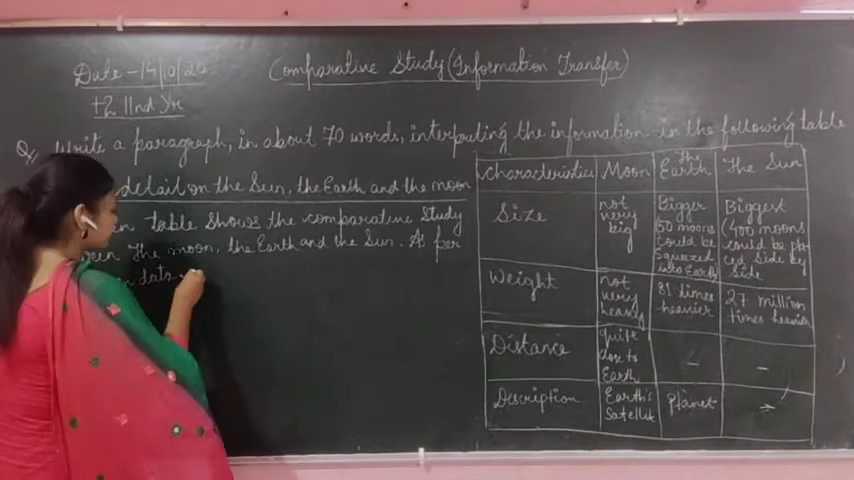 Date - 14/10/20
Comparative Study (Information Transfer)
+2 IInd Yr
Q. Write a paragraph, in about 70 words, interpreting the information in the following table
detail on the Sun, the Earth and the moon
table shows the comparative study
the moon, the Earth and the Sun. As per
data
Characteristics Moon The Earth The Sun
Size
not
very
big
Bigger
(50 moons
could be
squeezed
into Earth
Biggest
(400 moons
could be pla
ced side by
side
Weight
not
very
heavy
81 times
heavier
27 million
times heavier
Distance
quite
close to
Earth
-
-
Description
Earth's
Satellite
Planet